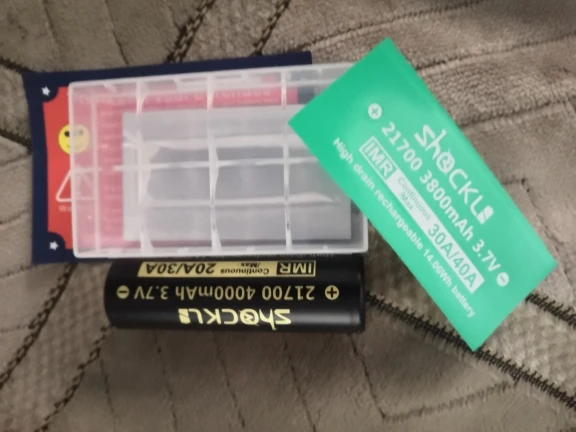 shOCKLi
21700 3800mAh 3.7V
IMR Continuous /Max 30A/40A
High drain rechargeable 14.06Wh battery
shOCKLi
21700 4000mAh 3.7V
IMR Continuous /Max 20A/30A